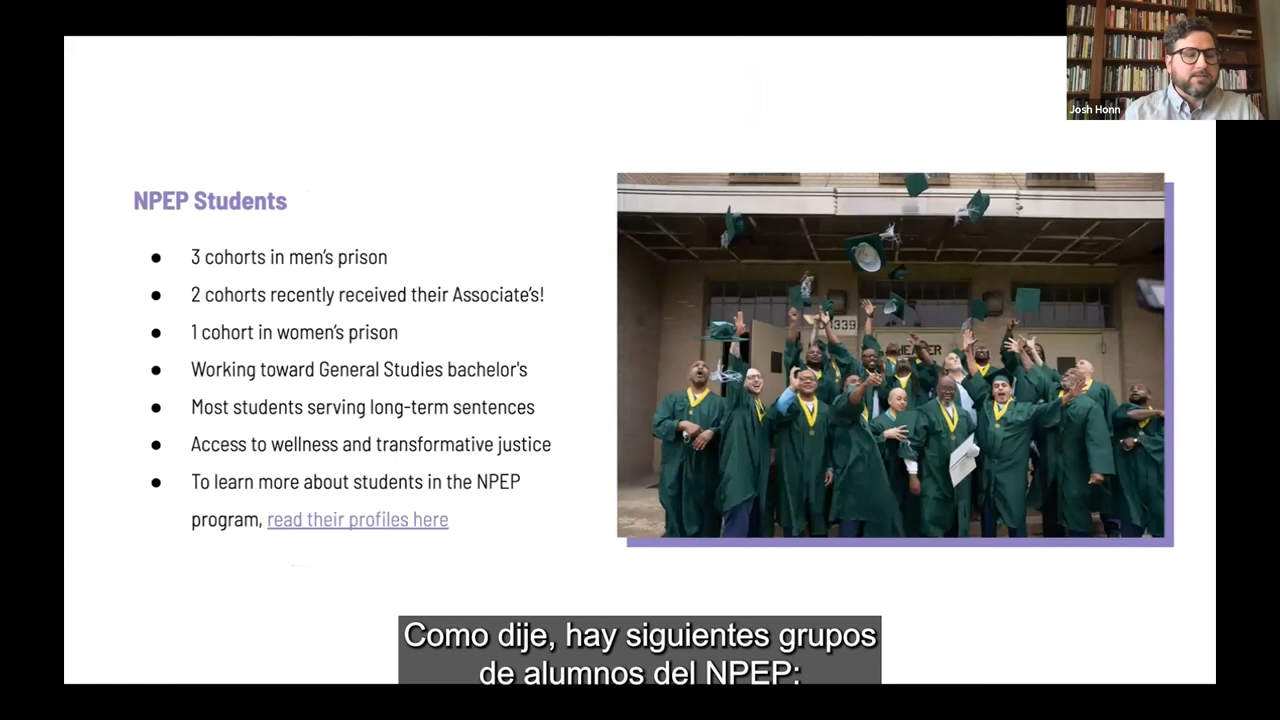 Josh Honn
NPEP Students
● 3 cohorts in men's prison
● 2 cohorts recently received their Associate's!
● 1 cohort in women's prison
● Working toward General Studies bachelor's
● Most students serving long-term sentences
● Access to wellness and transformative justice
● To learn more about students in the NPEP
program, read their profiles here
339
Como dije, hay siguientes grupos
de alumnos del NPEP: